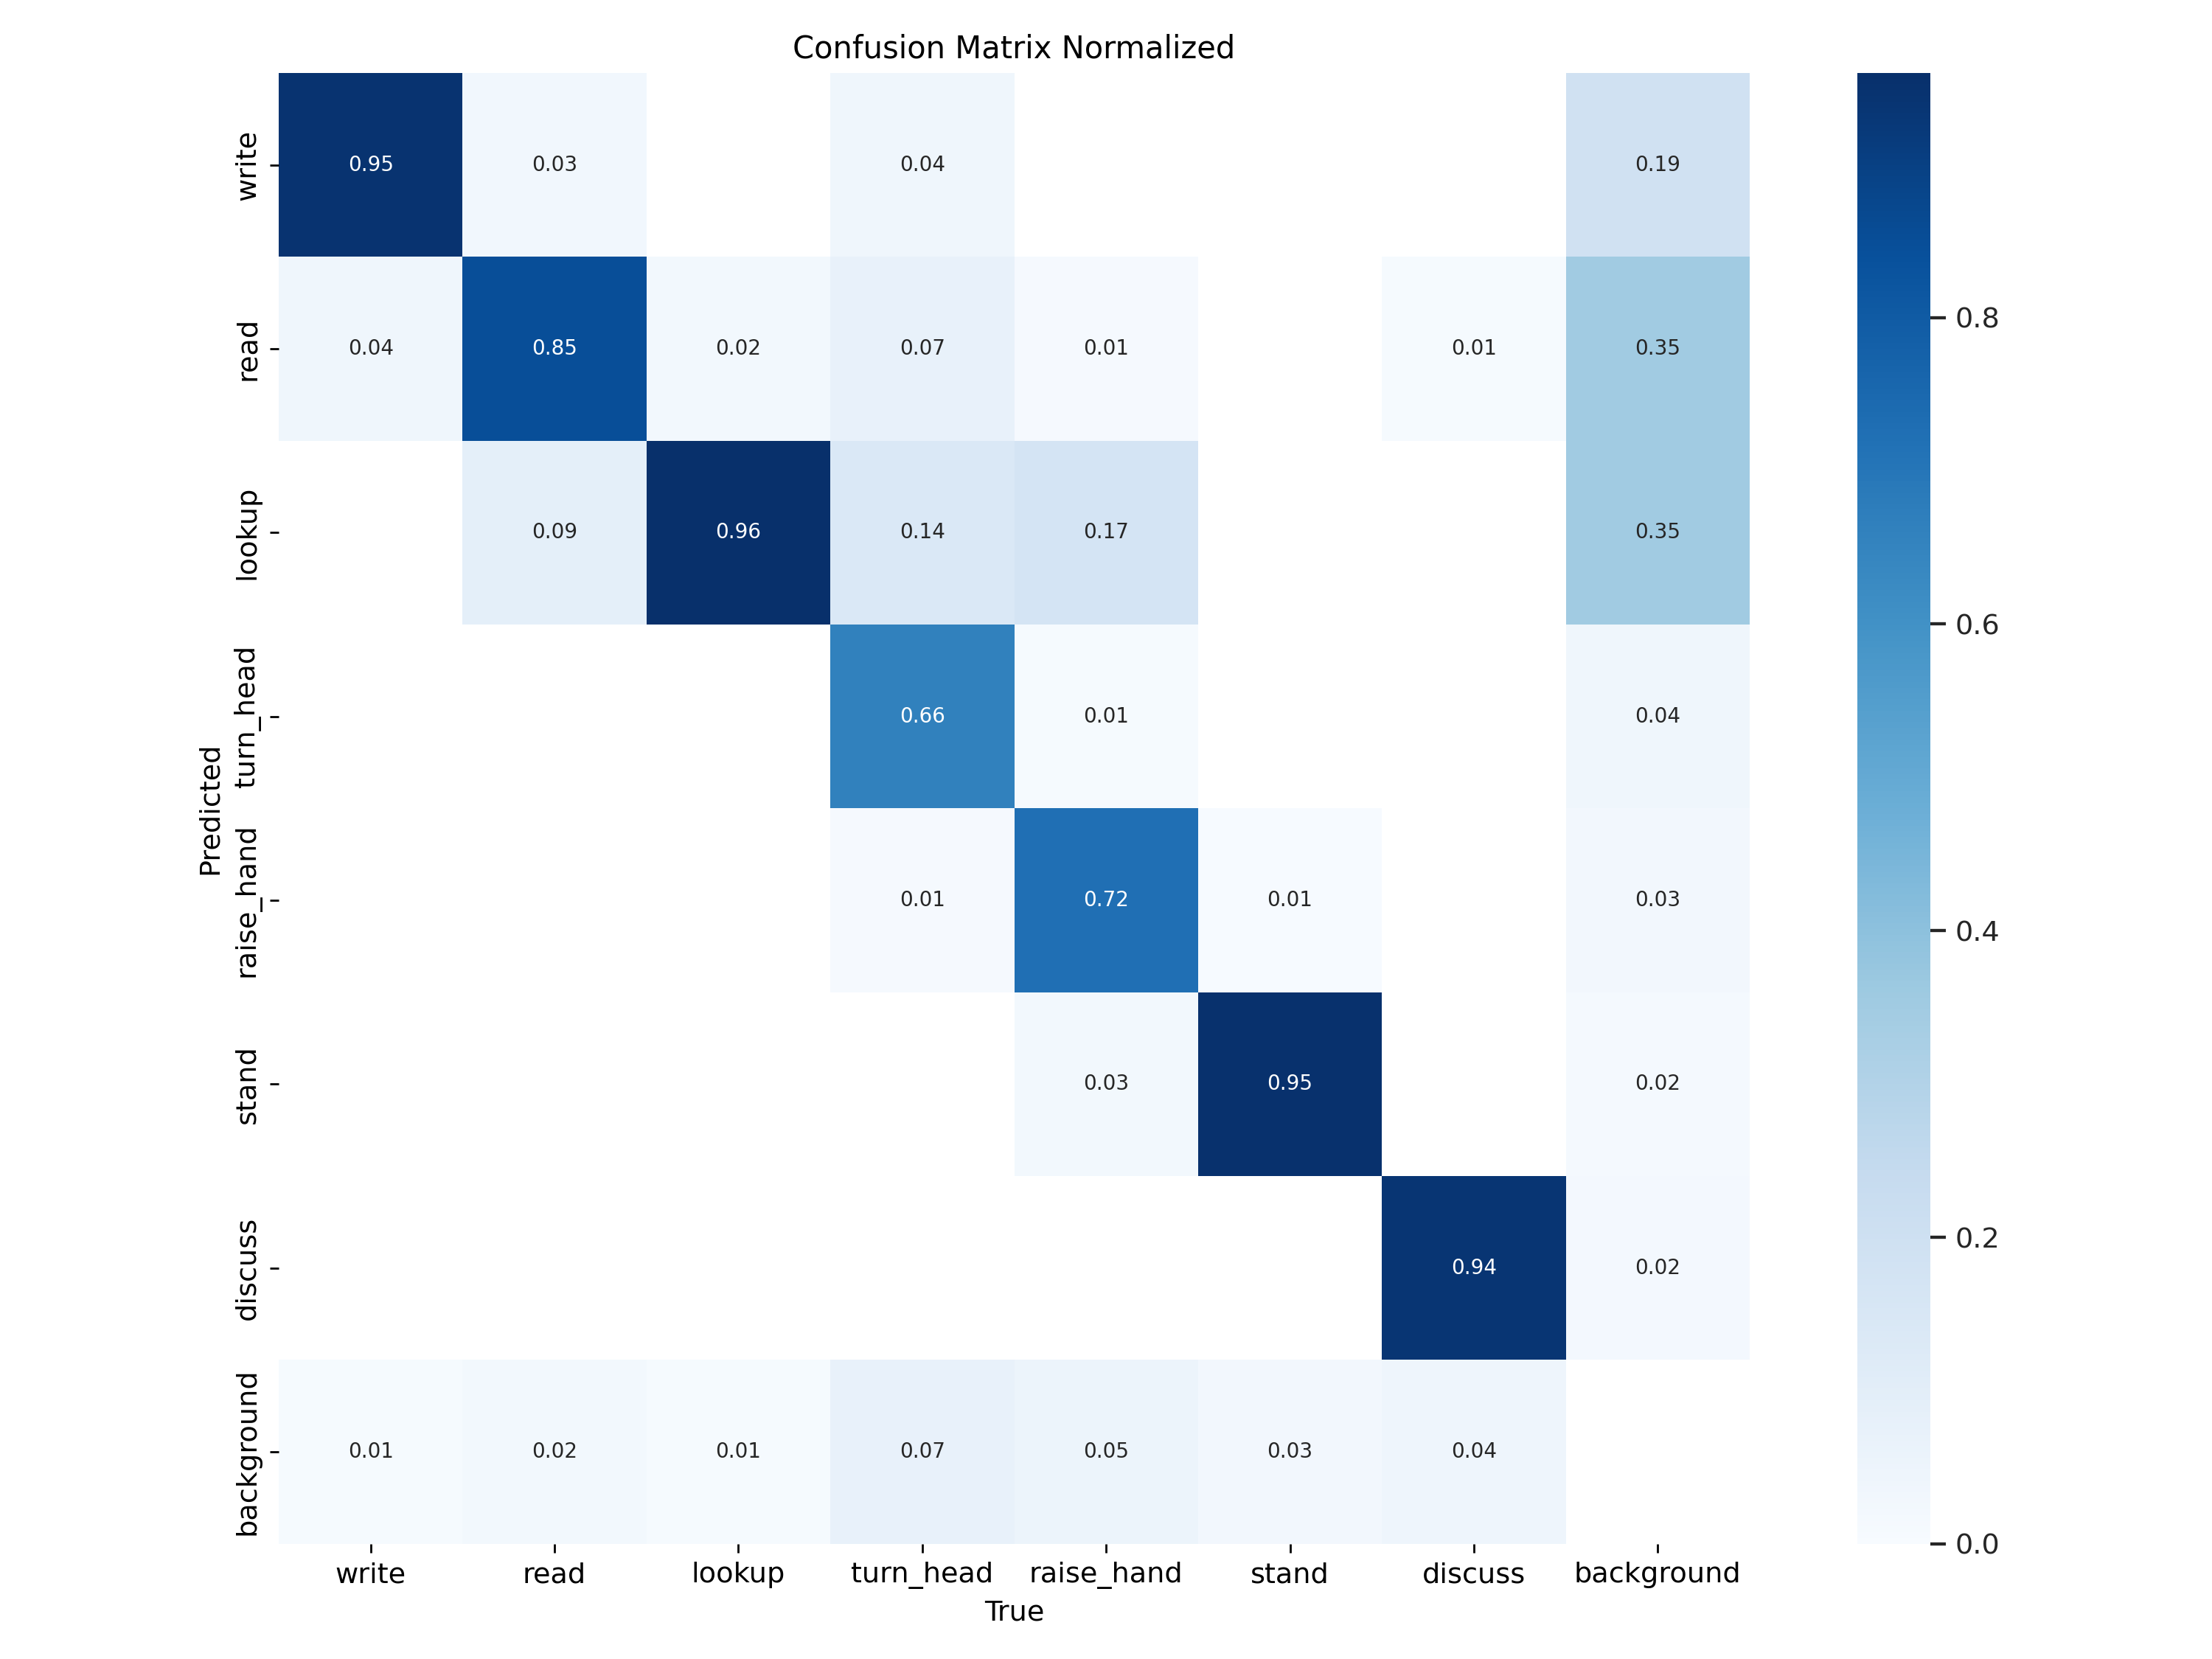 Confusion Matrix Normalized
write 0.95 0.03 0.04 0.19
read 0.04 0.85 0.02 0.07 0.01 0.01 0.35
0.8
lookup 0.09 0.96 0.14 0.17 0.35
0.6
turn_head 0.66 0.01 0.04
Predicted
raise_hand 0.01 0.72 0.01 0.03
0.4
stand 0.03 0.95 0.02
0.2
discuss 0.94 0.02
background 0.01 0.02 0.01 0.07 0.05 0.03 0.04
0.0
write read lookup turn_head raise_hand stand discuss background
True